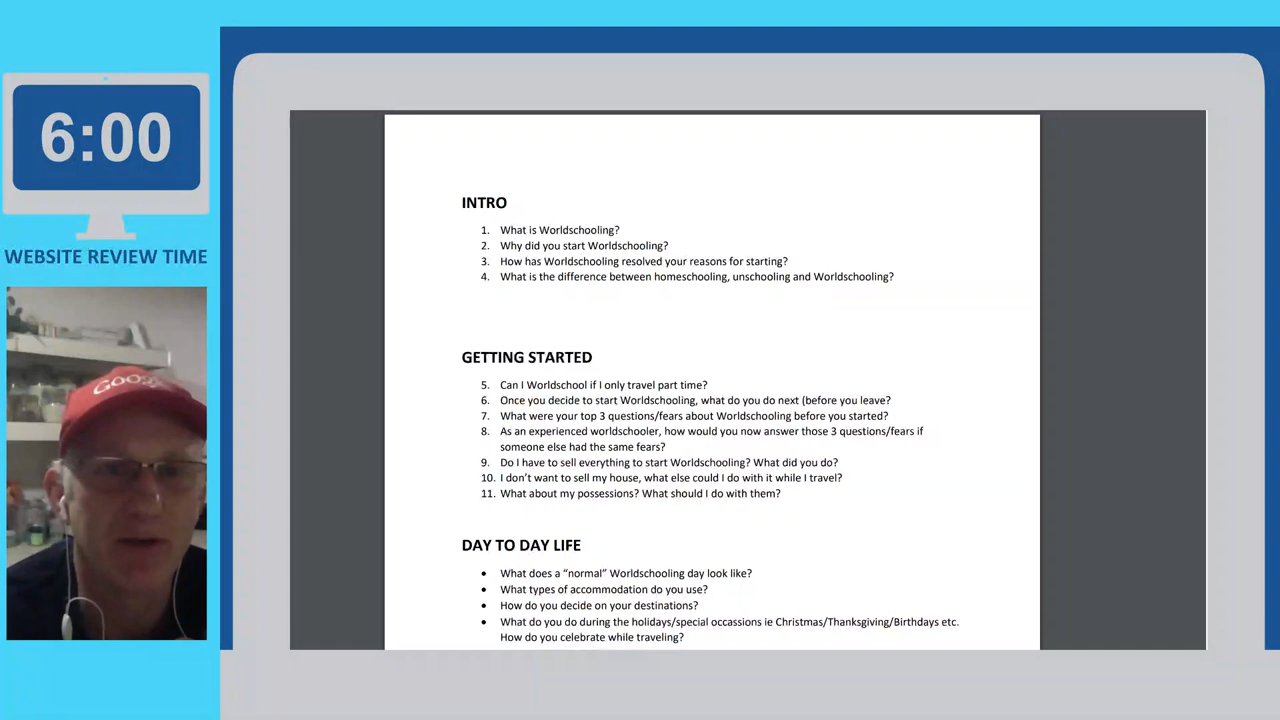 6:00
WEBSITE REVIEW TIME
INTRO
1. What is Worldschooling?
2. Why did you start Worldschooling?
3. How has Worldschooling resolved your reasons for starting?
4. What is the difference between homeschooling, unschooling and Worldschooling?
GETTING STARTED
5. Can I Worldschool if I only travel part time?
6. Once you decide to start Worldschooling, what do you do next (before you leave?
7. What were your top 3 questions/fears about Worldschooling before you started?
8. As an experienced worldschooler, how would you now answer those 3 questions/fears if
someone else had the same fears?
9. Do I have to sell everything to start Worldschooling? What did you do?
10. I don’t want to sell my house, what else could I do with it while I travel?
11. What about my possessions? What should I do with them?
DAY TO DAY LIFE
• What does a “normal” Worldschooling day look like?
• What types of accommodation do you use?
• How do you decide on your destinations?
• What do you do during the holidays/special occassions ie Christmas/Thanksgiving/Birthdays etc.
How do you celebrate while traveling?